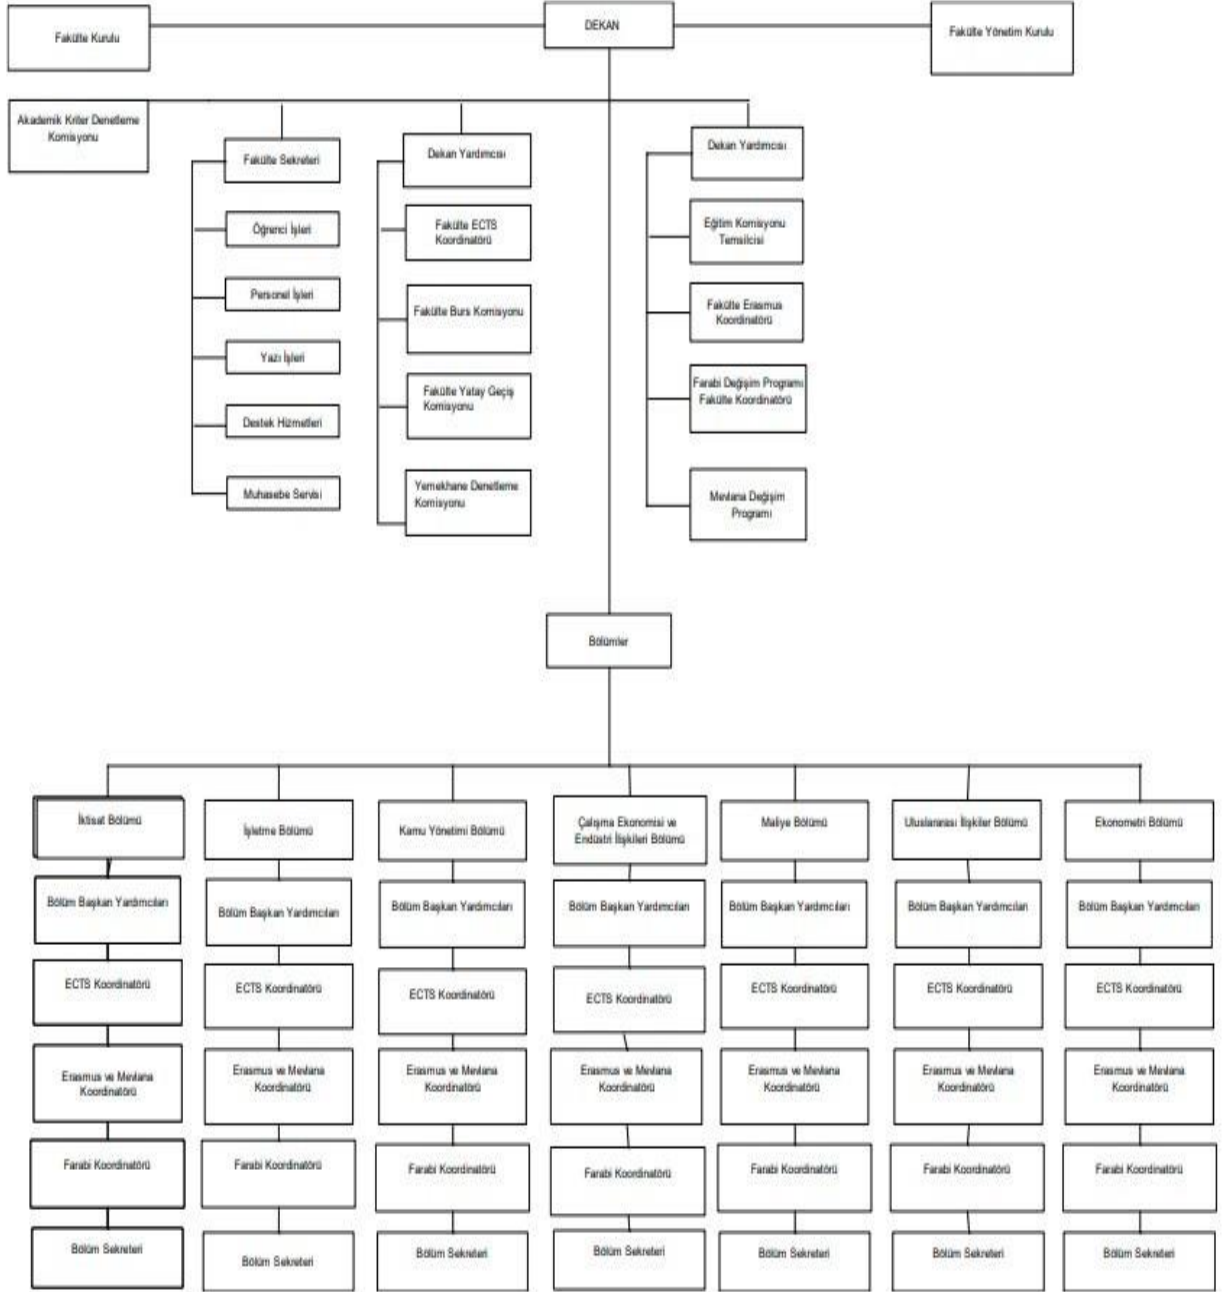 DEKAN
Fakülte Kurulu
Fakülte Yönetim Kurulu
Akademik Kriter Denetleme
Komisyonu
Fakülte Sekreteri
Öğrenci İşleri
Personel İşleri
Yazı İşleri
Destek Hizmetleri
Muhasebe Servisi
Dekan Yardımcısı
Fakülte ECTS
Koordinatörü
Fakülte Burs Komisyonu
Fakülte Yatay Geçiş
Komisyonu
Yemekhane Denetleme
Komisyonu
Dekan Yardımcısı
Eğitim Komisyonu
Temsilcisi
Fakülte Erasmus
Koordinatörü
Farabi Değişim Programı
Fakülte Koordinatörü
Mevlana Değişim
Programı
Bölümler
İktisat Bölümü
Bölüm Başkan Yardımcıları
ECTS Koordinatörü
Erasmus ve Mevlana
Koordinatörü
Farabi Koordinatörü
Bölüm Sekreteri
İşletme Bölümü
Bölüm Başkan Yardımcıları
ECTS Koordinatörü
Erasmus ve Mevlana
Koordinatörü
Farabi Koordinatörü
Bölüm Sekreteri
Kamu Yönetimi Bölümü
Bölüm Başkan Yardımcıları
ECTS Koordinatörü
Erasmus ve Mevlana
Koordinatörü
Farabi Koordinatörü
Bölüm Sekreteri
Çalışma Ekonomisi ve
Endüstri İlişkileri Bölümü
Bölüm Başkan Yardımcıları
ECTS Koordinatörü
Erasmus ve Mevlana
Koordinatörü
Farabi Koordinatörü
Bölüm Sekreteri
Maliye Bölümü
Bölüm Başkan Yardımcıları
ECTS Koordinatörü
Erasmus ve Mevlana
Koordinatörü
Farabi Koordinatörü
Bölüm Sekreteri
Uluslararası İlişkiler Bölümü
Bölüm Başkan Yardımcıları
ECTS Koordinatörü
Erasmus ve Mevlana
Koordinatörü
Farabi Koordinatörü
Bölüm Sekreteri
Ekonometri Bölümü
Bölüm Başkan Yardımcıları
ECTS Koordinatörü
Erasmus ve Mevlana
Koordinatörü
Farabi Koordinatörü
Bölüm Sekreteri